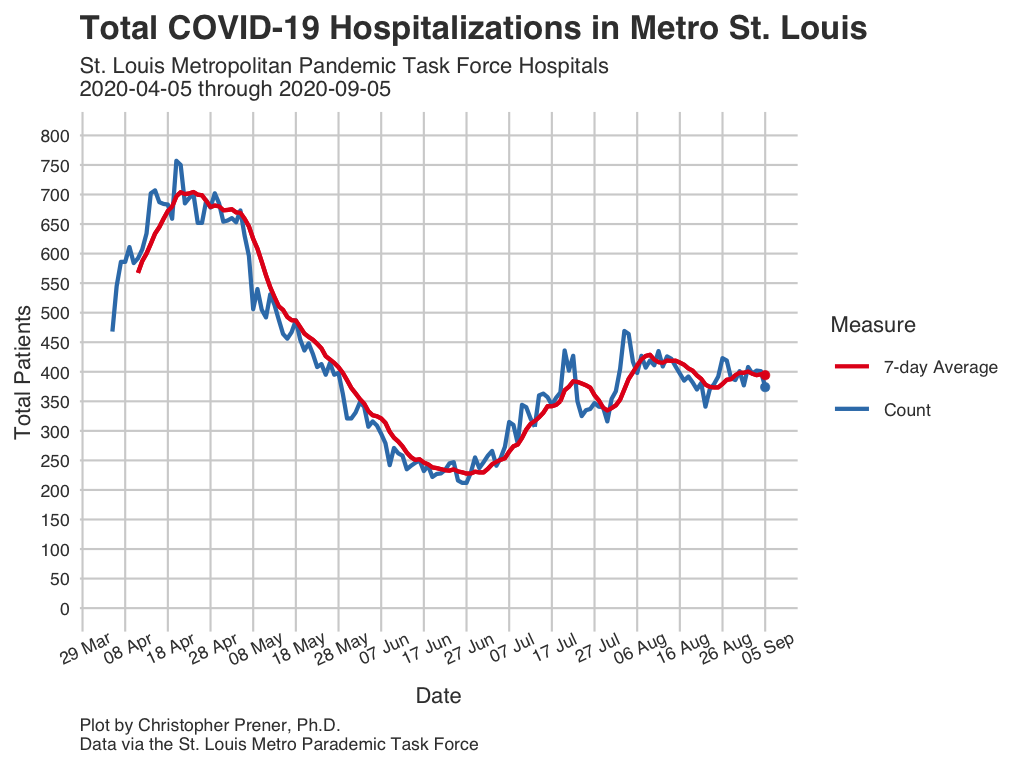 Total COVID-19 Hospitalizations in Metro St. Louis
St. Louis Metropolitan Pandemic Task Force Hospitals
2020-04-05 through 2020-09-05
Total Patients
800
750
700
650
600
550
500
450
400
350
300
250
200
150
100
50
0
29 Mar
08 Apr
18 Apr
28 Apr
08 May
18 May
28 May
07 Jun
17 Jun
27 Jun
07 Jul
17 Jul
27 Jul
06 Aug
16 Aug
26 Aug
05 Sep
Date
Measure
7-day Average
Count
Plot by Christopher Prener, Ph.D.
Data via the St. Louis Metro Parademic Task Force